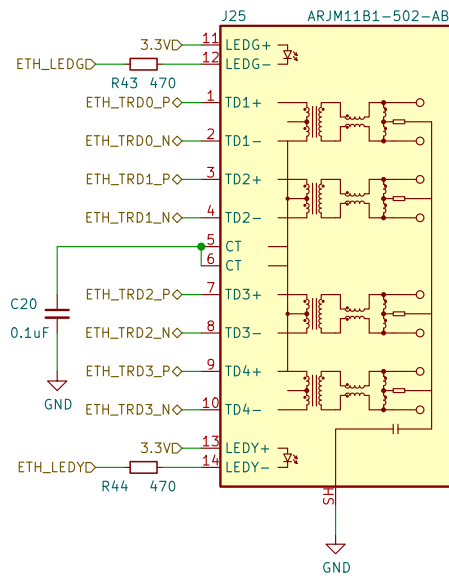 J25 ARJM11B1-502-AB
3.3V 11 LEDG+
ETH_LEDG 12 LEDG-
R43 470
ETH_TRD0_P 1 TD1+
ETH_TRD0_N 2 TD1-
ETH_TRD1_P 3 TD2+
ETH_TRD1_N 4 TD2-
5 CT
6 CT
ETH_TRD2_P 7 TD3+
C20
0.1uF
ETH_TRD2_N 8 TD3-
ETH_TRD3_P 9 TD4+
GND
ETH_TRD3_N 10 TD4-
3.3V 13 LEDY+
ETH_LEDY 14 LEDY-
R44 470
SH
GND